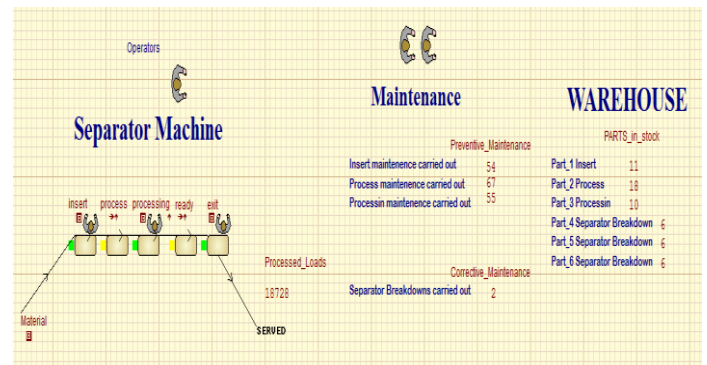 Operators
Maintenance
WAREHOUSE
Separator Machine
PARTS_in_stock
Preventive_Maintenance
Insert maintenence carried out 54
Part_1 Insert 11
Process maintenence carried out 67
Part_2 Process 18
Processin maintenence carried out 55
Part_3 Processin 10
insert process processing ready exit
Part_4 Separator Breakdown 6
Part_5 Separator Breakdown 6
Part_6 Separator Breakdown 6
Processed_Loads
18728
Corrective_Maintenance
Separator Breakdowns carried out 2
Material
SERVED